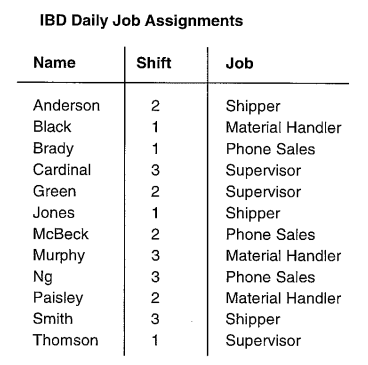 IBD Daily Job Assignments
Name Shift Job
Anderson 2 Shipper
Black 1 Material Handler
Brady 1 Phone Sales
Cardinal 3 Supervisor
Green 2 Supervisor
Jones 1 Shipper
McBeck 2 Phone Sales
Murphy 3 Material Handler
Ng 3 Phone Sales
Paisley 2 Material Handler
Smith 3 Shipper
Thomson 1 Supervisor